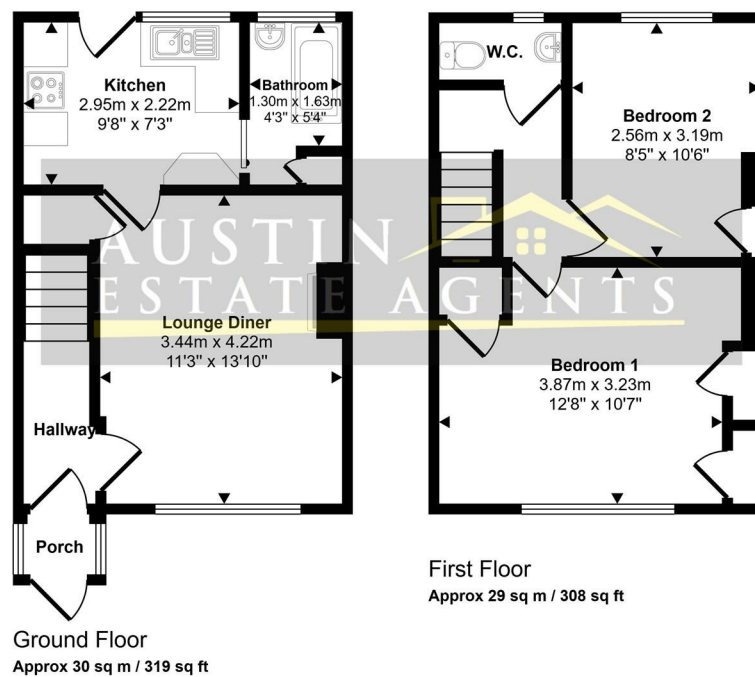 Kitchen
2.95m x 2.22m
9'8" x 7'3"
Bathroom
1.30m x 1.63m
4'3" x 5'4"
AUSTIN
ESTATE AGENTS
Lounge Diner
3.44m x 4.22m
11'3" x 13'10"
Hallway
Porch
Ground Floor
Approx 30 sq m / 319 sq ft
W.C.
Bedroom 2
2.56m x 3.19m
8'5" x 10'6"
Bedroom 1
3.87m x 3.23m
12'8" x 10'7"
First Floor
Approx 29 sq m / 308 sq ft